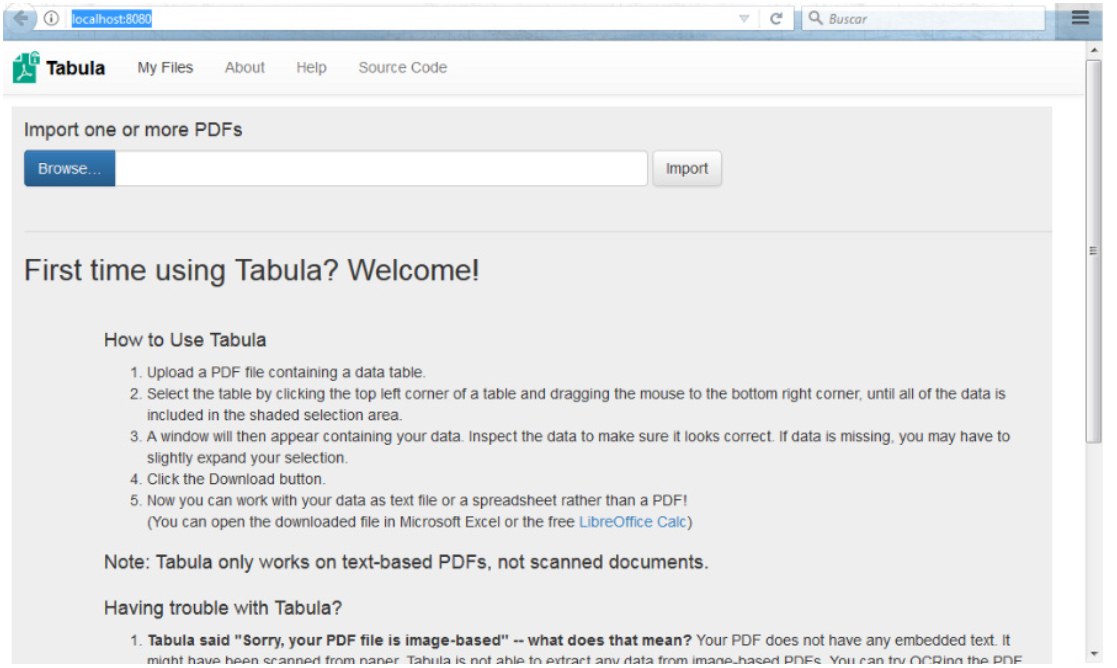 localhost:8080
Buscar
Tabula My Files About Help Source Code
Import one or more PDFs
Browse... Import
First time using Tabula? Welcome!
How to Use Tabula
1. Upload a PDF file containing a data table.
2. Select the table by clicking the top left corner of a table and dragging the mouse to the bottom right corner, until all of the data is
included in the shaded selection area.
3. A window will then appear containing your data. Inspect the data to make sure it looks correct. If data is missing, you may have to
slightly expand your selection.
4. Click the Download button.
5. Now you can work with your data as text file or a spreadsheet rather than a PDF!
(You can open the downloaded file in Microsoft Excel or the free LibreOffice Calc)
Note: Tabula only works on text-based PDFs, not scanned documents.
Having trouble with Tabula?
1. Tabula said "Sorry, your PDF file is image-based" -- what does that mean? Your PDF does not have any embedded text. It
might have been scanned from paper. Tabula is not able to extract any data from image-based PDFs. You can try OCRing the PDF